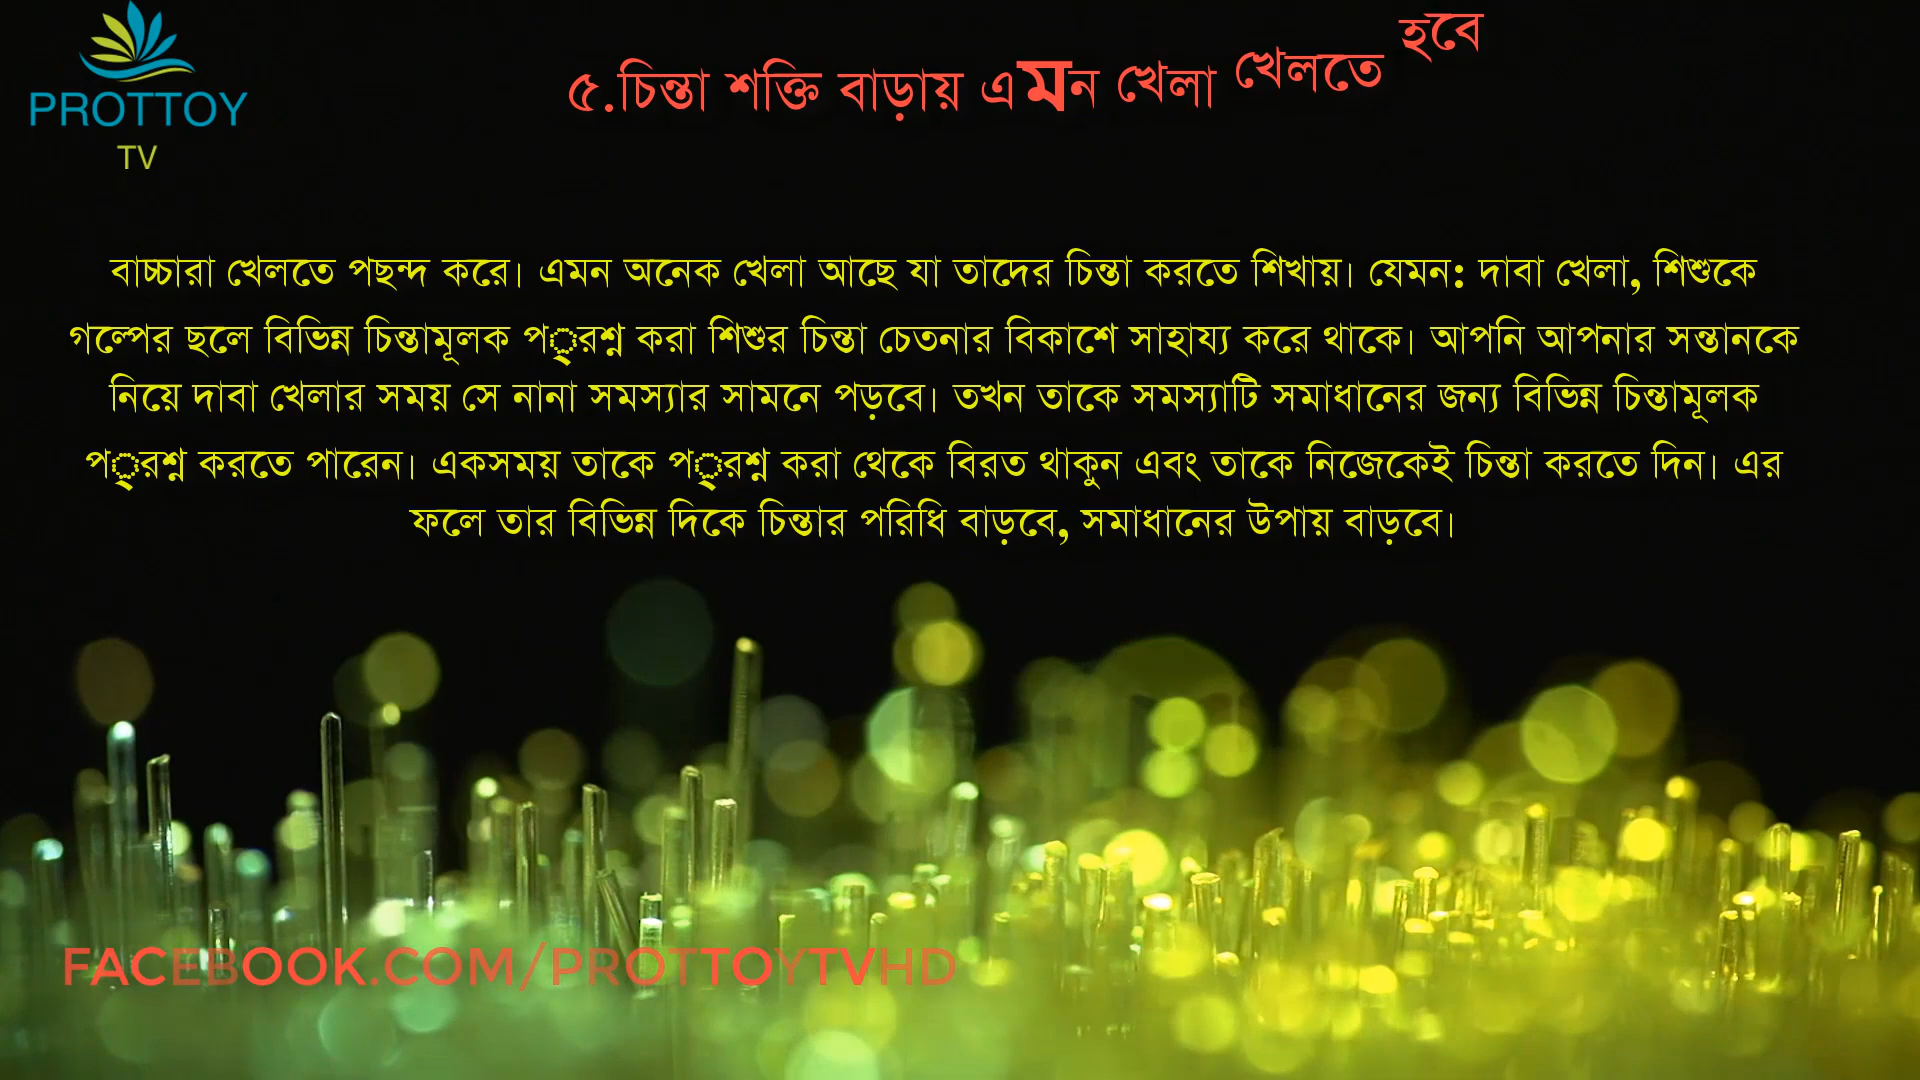 PROTTOY
TV
৫.চিন্তা শক্তি বাড়ায় এমন খেলা খেলতে হবে
বাচ্চারা খেলতে পছন্দ করে। এমন অনেক খেলা আছে যা তাদের চিন্তা করতে শিখায়। যেমন: দাবা খেলা, শিশুকে
গল্পের ছলে বিভিন্ন চিন্তামূলক প্রশ্ন করা শিশুর চিন্তা চেতনার বিকাশে সাহায্য করে থাকে। আপনি আপনার সন্তানকে
নিয়ে দাবা খেলার সময় সে নানা সমস্যার সামনে পড়বে। তখন তাকে সমস্যাটি সমাধানের জন্য বিভিন্ন চিন্তামূলক
প্রশ্ন করতে পারেন। একসময় তাকে প্রশ্ন করা থেকে বিরত থাকুন এবং তাকে নিজেকেই চিন্তা করতে দিন। এর
ফলে তার বিভিন্ন দিকে চিন্তার পরিধি বাড়বে, সমাধানের উপায় বাড়বে।
FACEBOOK.COM/PROTTOYTVHD